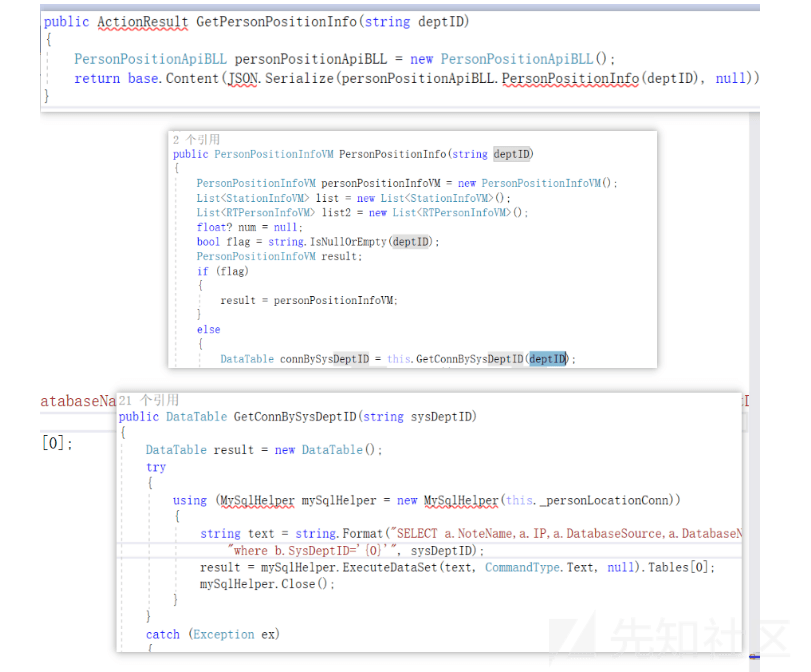 public ActionResult GetPersonPositionInfo(string deptID)
{
PersonPositionApiBLL personPositionApiBLL = new PersonPositionApiBLL();
return base.Content(JSON.Serialize(personPositionApiBLL.PersonPositionInfo(deptID), null))
}
2 个引用
public PersonPositionInfoVM PersonPositionInfo(string deptID)
{
PersonPositionInfoVM personPositionInfoVM = new PersonPositionInfoVM();
List<StationInfoVM> list = new List<StationInfoVM>();
List<RTPersonInfoVM> list2 = new List<RTPersonInfoVM>();
float? num = null;
bool flag = string.IsNullOrEmpty(deptID);
PersonPositionInfoVM result;
if (flag)
{
result = personPositionInfoVM;
}
else
{
DataTable connBySysDeptID = this.GetConnBySysDeptID(deptID);
atabaseNa
[0];
21 个引用
public DataTable GetConnBySysDeptID(string sysDeptID)
{
DataTable result = new DataTable();
try
{
using (MySqlHelper mySqlHelper = new MySqlHelper(this._personLocationConn))
{
string text = string.Format("SELECT a.NoteName,a.IP,a.DatabaseSource,a.DatabaseN
"where b.SysDeptID='{0}'", sysDeptID);
result = mySqlHelper.ExecuteDataSet(text, CommandType.Text, null).Tables[0];
mySqlHelper.Close();
}
}
catch (Exception ex)
{
先知社区